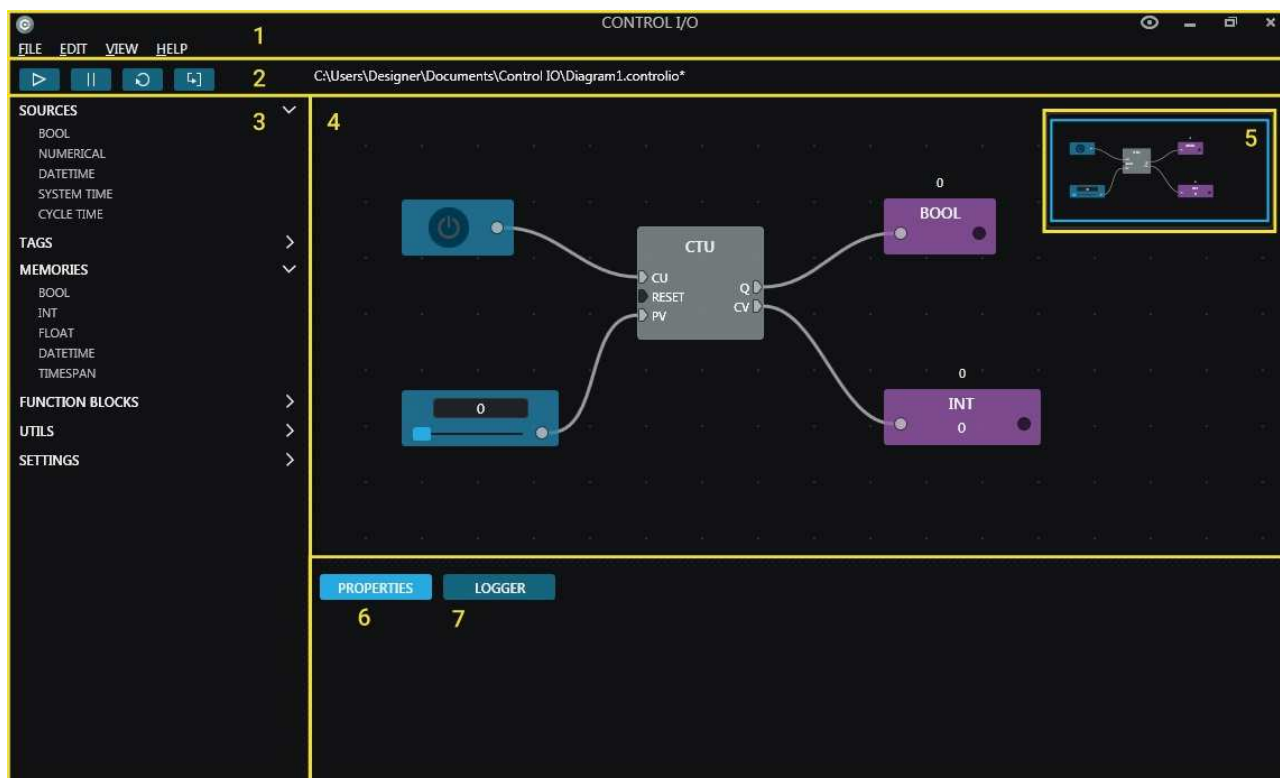 CONTROL I/O
FILE EDIT VIEW HELP
1
2
C:\Users\Designer\Documents\Control IO\Diagram1.controlio*
SOURCES
3
BOOL
NUMERICAL
DATETIME
SYSTEM TIME
CYCLE TIME
TAGS
MEMORIES
BOOL
INT
FLOAT
DATETIME
TIMESPAN
FUNCTION BLOCKS
UTILS
SETTINGS
4
5
0
BOOL
CTU
CU
RESET
PV
Q
CV
0
0
INT
0
PROPERTIES
LOGGER
6
7